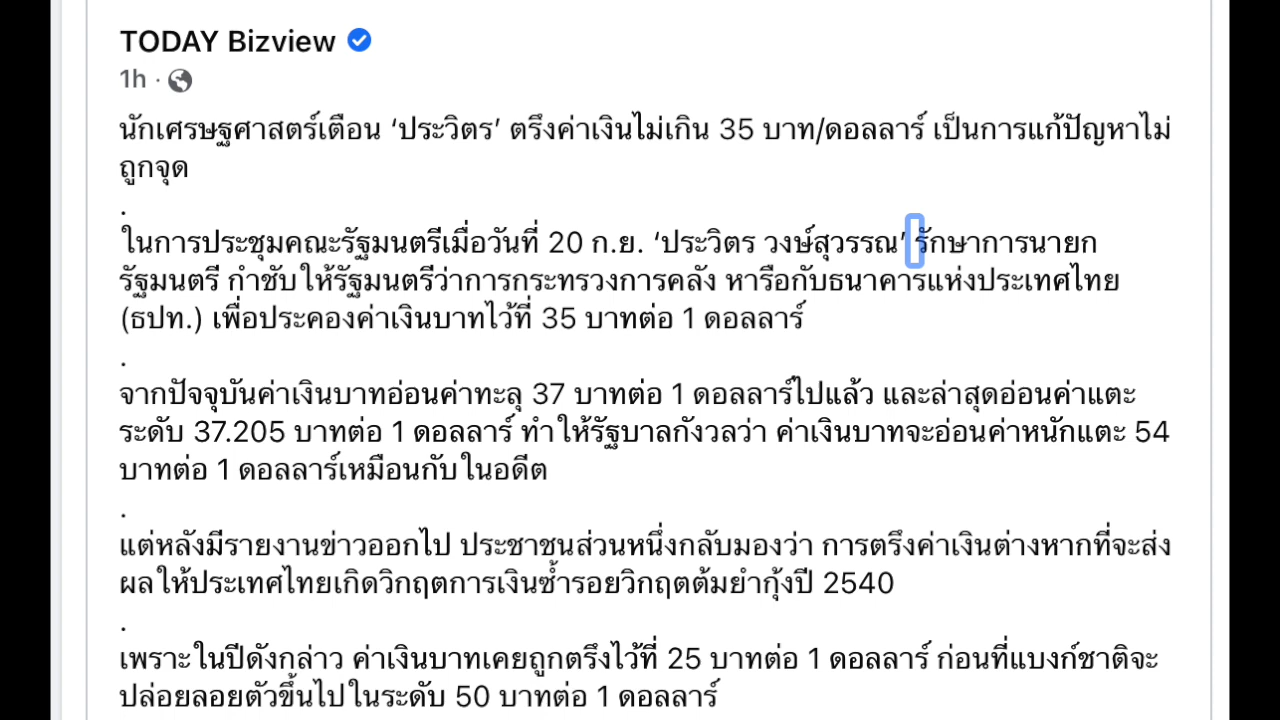 TODAY Bizview
1h ·
นักเศรษฐศาสตร์เตือน ‘ประวิตร’ ตรึงค่าเงินไม่เกิน 35 บาท/ดอลลาร์ เป็นการแก้ปัญหาไม่
ถูกจุด
.
ในการประชุมคณะรัฐมนตรีเมื่อวันที่ 20 ก.ย. ‘ประวิตร วงษ์สุวรรณ’ รักษาการนายก
รัฐมนตรี กำชับให้รัฐมนตรีว่าการกระทรวงการคลัง หารือกับธนาคารแห่งประเทศไทย
(ธปท.) เพื่อประคองค่าเงินบาทไว้ที่ 35 บาทต่อ 1 ดอลลาร์
.
จากปัจจุบันค่าเงินบาทอ่อนค่าทะลุ 37 บาทต่อ 1 ดอลลาร์ไปแล้ว และล่าสุดอ่อนค่าแตะ
ระดับ 37.205 บาทต่อ 1 ดอลลาร์ ทำให้รัฐบาลกังวลว่า ค่าเงินบาทจะอ่อนค่าหนักแตะ 54
บาทต่อ 1 ดอลลาร์เหมือนกับในอดีต
.
แต่หลังมีรายงานข่าวออกไป ประชาชนส่วนหนึ่งกลับมองว่า การตรึงค่าเงินต่างหากที่จะส่ง
ผลให้ประเทศไทยเกิดวิกฤตการเงินซ้ำรอยวิกฤตต้มยำกุ้งปี 2540
.
เพราะในปีดังกล่าว ค่าเงินบาทเคยถูกตรึงไว้ที่ 25 บาทต่อ 1 ดอลลาร์ ก่อนที่แบงก์ชาติจะ
ปล่อยลอยตัวขึ้นไปในระดับ 50 บาทต่อ 1 ดอลลาร์